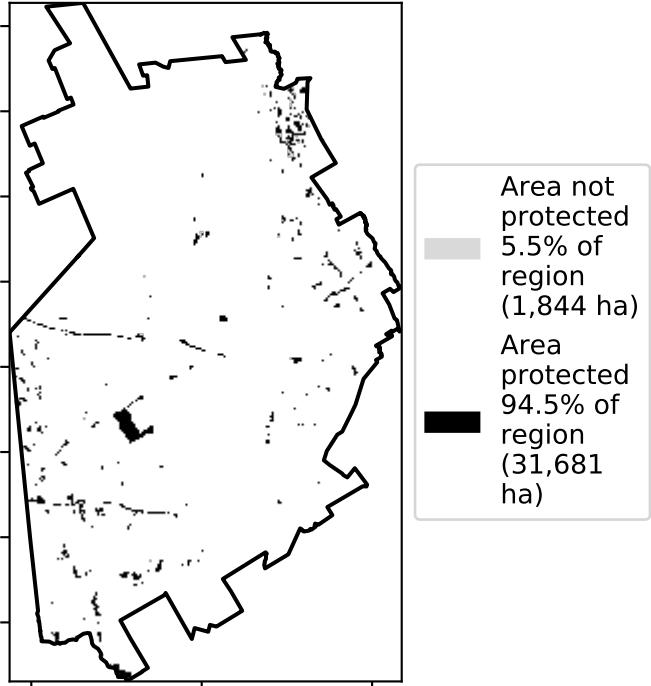 Area not
protected
5.5% of
region
(1,844 ha)
Area
protected
94.5% of
region
(31,681
ha)